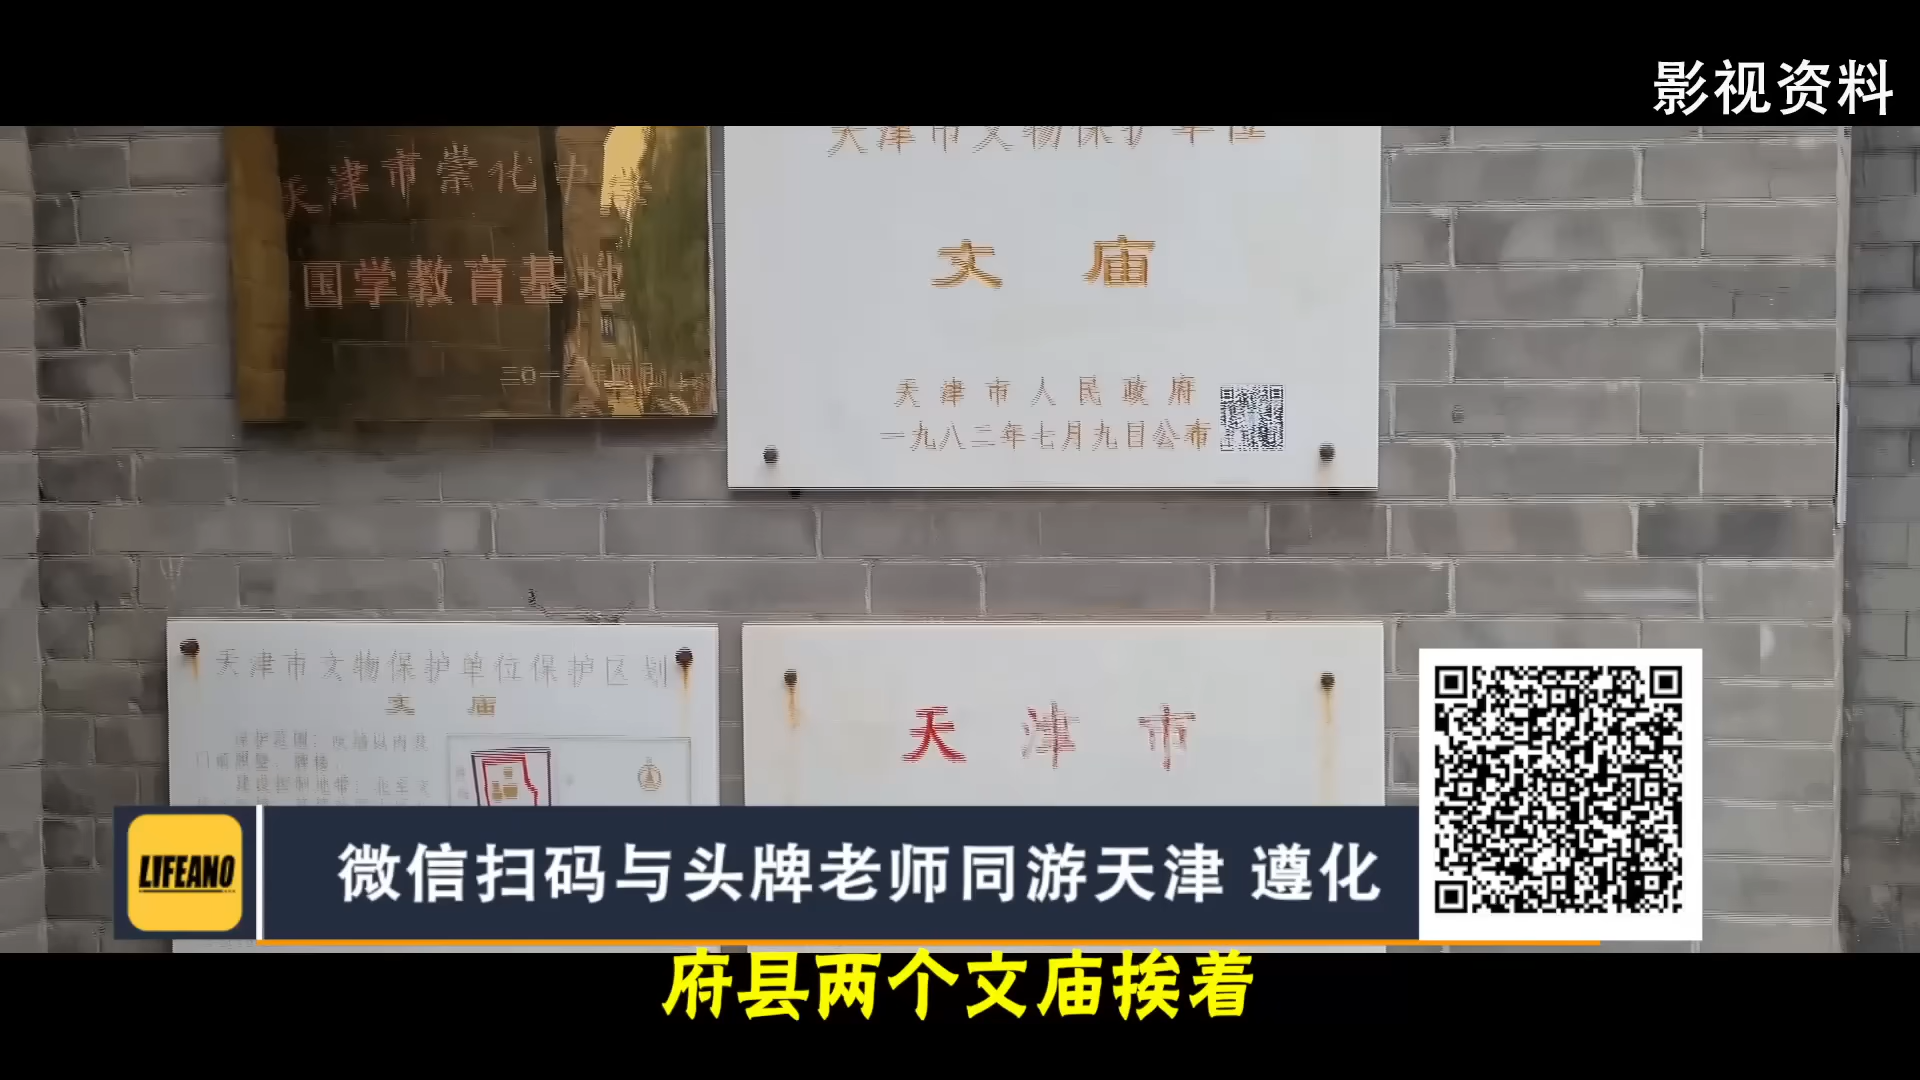 影视资料
天津市崇化中学
国学教育基地
天津市文物保护单位
文庙
天津市人民政府
一九八二年七月九日公布
天津市文物保护单位保护区划
文庙
天津市
LIFEANO
微信扫码与头牌老师同游天津 遵化
府县两个文庙挨着